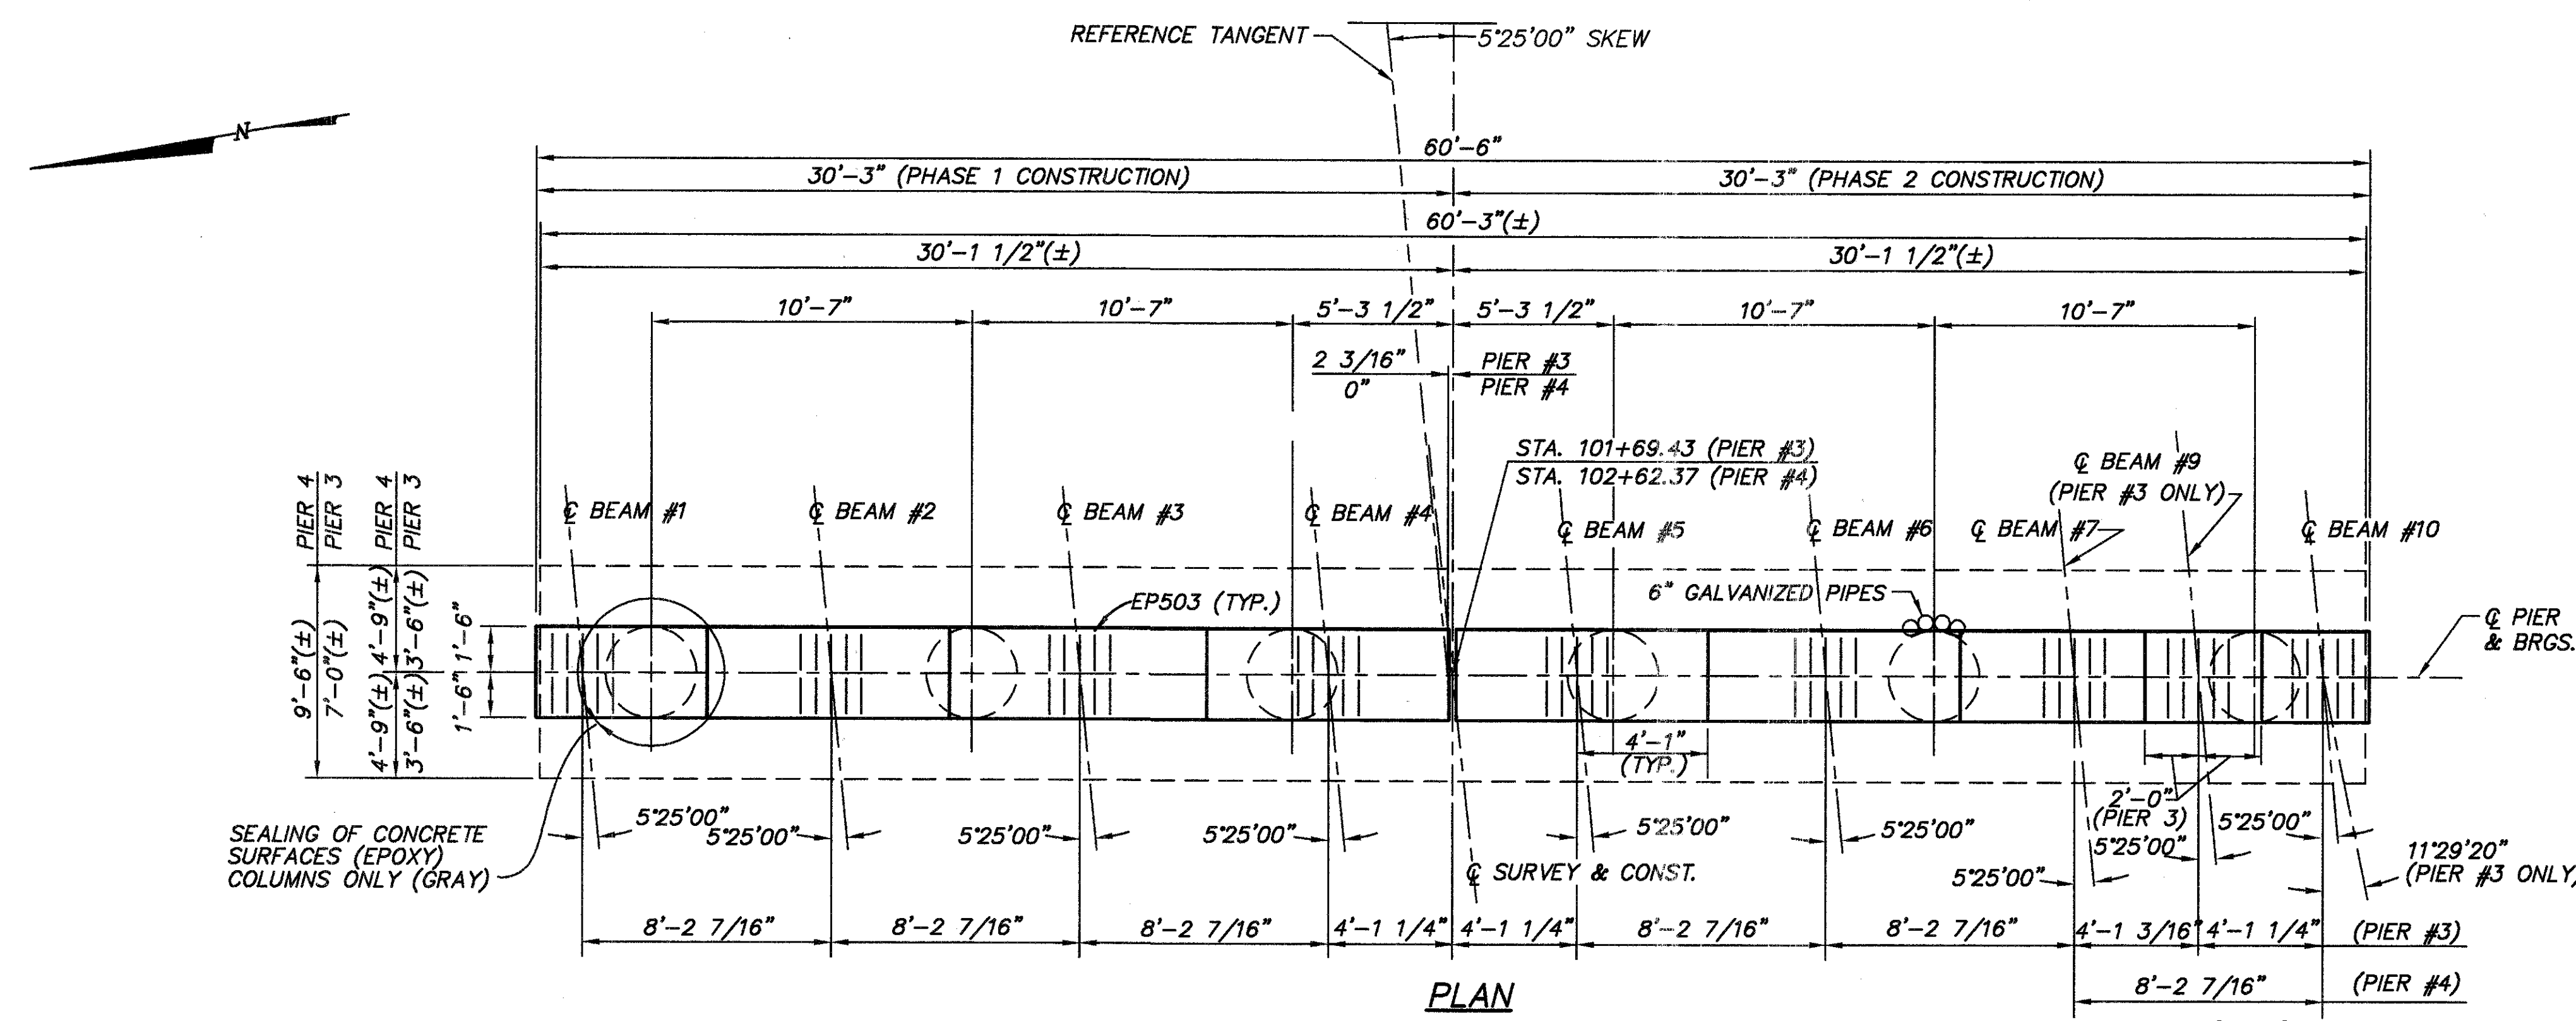 REFERENCE TANGENT
5°25'00" SKEW
N
60'-6"
30'-3" (PHASE 1 CONSTRUCTION)
30'-3" (PHASE 2 CONSTRUCTION)
60'-3"(±)
30'-1 1/2"(±)
30'-1 1/2"(±)
10'-7"
10'-7"
5'-3 1/2"
5'-3 1/2"
10'-7"
10'-7"
2 3/16"
0"
PIER #3
PIER #4
STA. 101+69.43 (PIER #3)
STA. 102+62.37 (PIER #4)
℄ BEAM #1
℄ BEAM #2
℄ BEAM #3
℄ BEAM #4
℄ BEAM #5
℄ BEAM #6
℄ BEAM #7
℄ BEAM #9
(PIER #3 ONLY)
℄ BEAM #10
PIER 4
PIER 3
PIER 4
PIER 3
9'-6"(±)
7'-0"(±)
4'-9"(±)
4'-9"(±)
3'-6"(±)
3'-6"(±)
1'-6"
1'-6"
EP503 (TYP.)
6" GALVANIZED PIPES
℄ PIER
& BRGS.
4'-1"
(TYP.)
2'-0"
(PIER 3)
SEALING OF CONCRETE
SURFACES (EPOXY)
COLUMNS ONLY (GRAY)
5°25'00"
5°25'00"
5°25'00"
5°25'00"
5°25'00"
5°25'00"
5°25'00"
5°25'00"
5°25'00"
11°29'20"
(PIER #3 ONLY)
℄ SURVEY & CONST.
8'-2 7/16"
8'-2 7/16"
8'-2 7/16"
4'-1 1/4"
4'-1 1/4"
8'-2 7/16"
8'-2 7/16"
4'-1 3/16"
4'-1 1/4"
(PIER #3)
8'-2 7/16"
(PIER #4)
PLAN